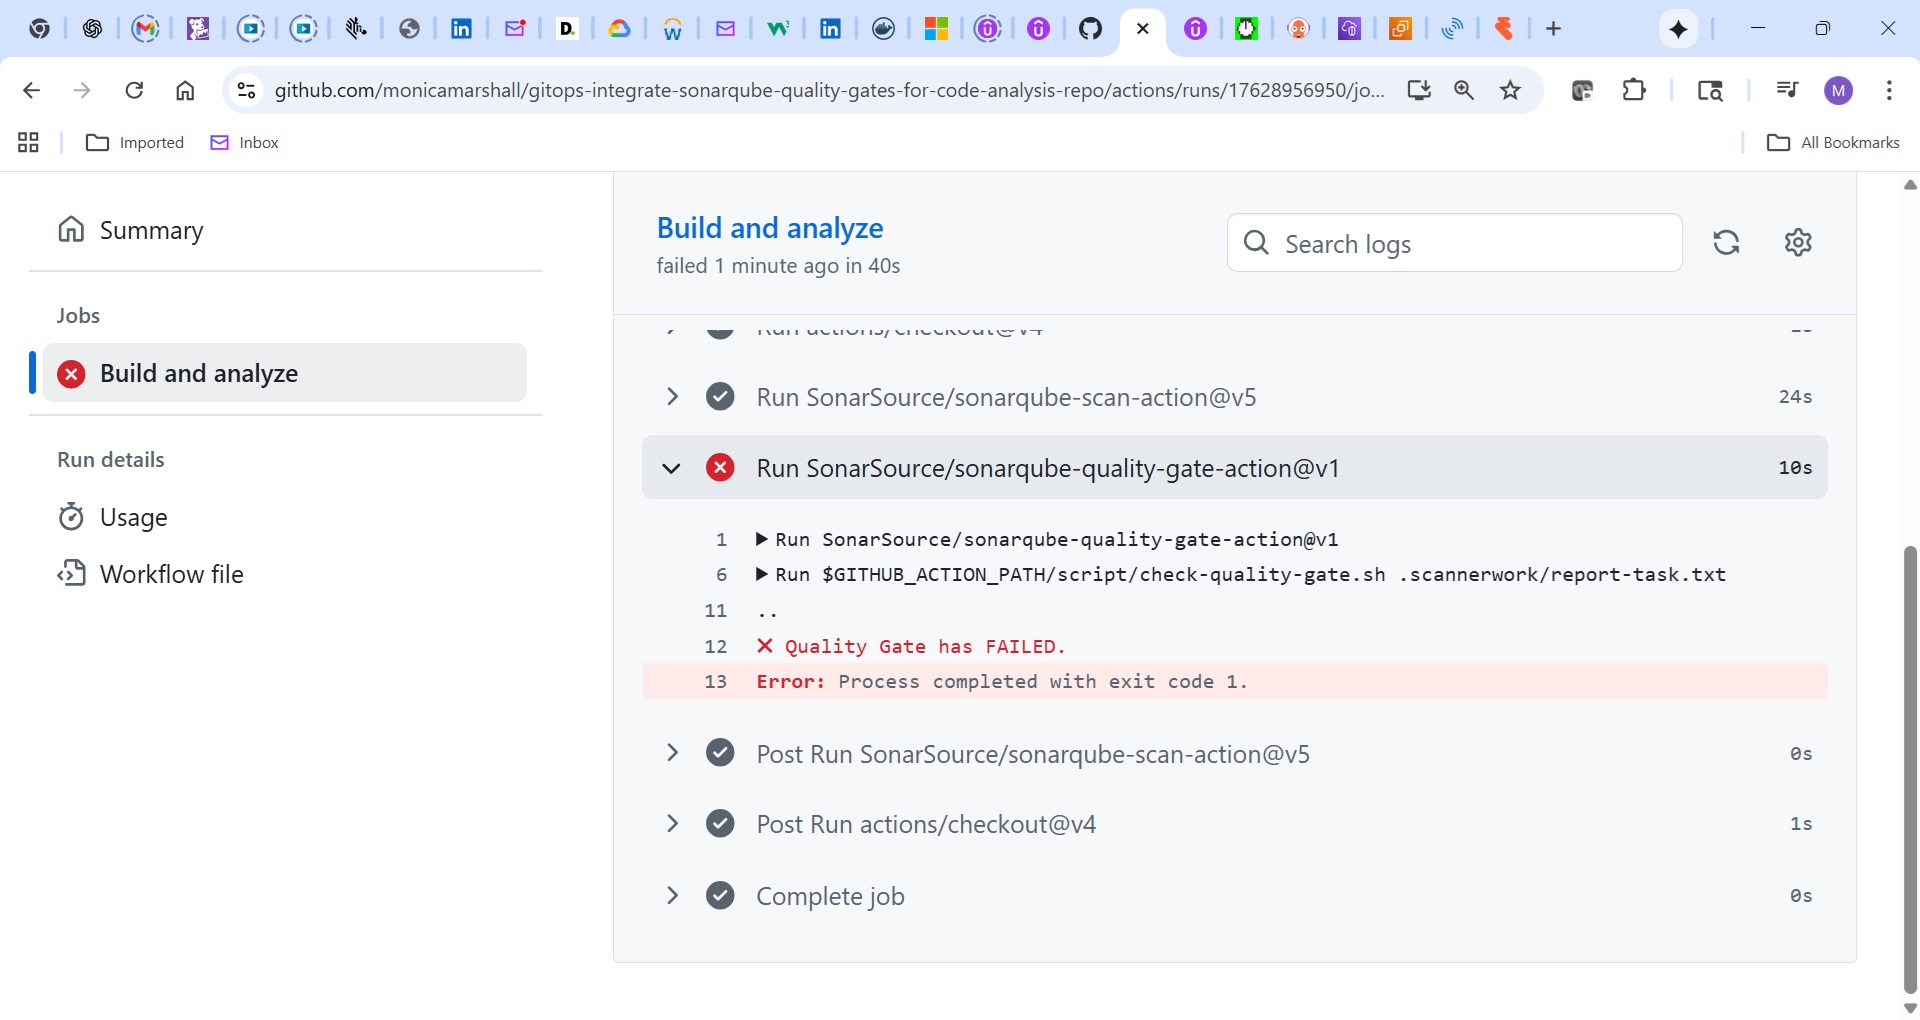 github.com/monicamarshall/gitops-integrate-sonarqube-quality-gates-for-code-analysis-repo/actions/runs/17628956950/jo...
M
Imported
Inbox
All Bookmarks
Summary
Jobs
Build and analyze
Run details
Usage
Workflow file
Build and analyze
failed 1 minute ago in 40s
Search logs
Run actions/checkout@v4
Run SonarSource/sonarqube-scan-action@v5
24s
Run SonarSource/sonarqube-quality-gate-action@v1
10s
1 Run SonarSource/sonarqube-quality-gate-action@v1
6 Run $GITHUB_ACTION_PATH/script/check-quality-gate.sh .scannerwork/report-task.txt
11 ..
12 Quality Gate has FAILED.
13 Error: Process completed with exit code 1.
Post Run SonarSource/sonarqube-scan-action@v5
0s
Post Run actions/checkout@v4
1s
Complete job
0s